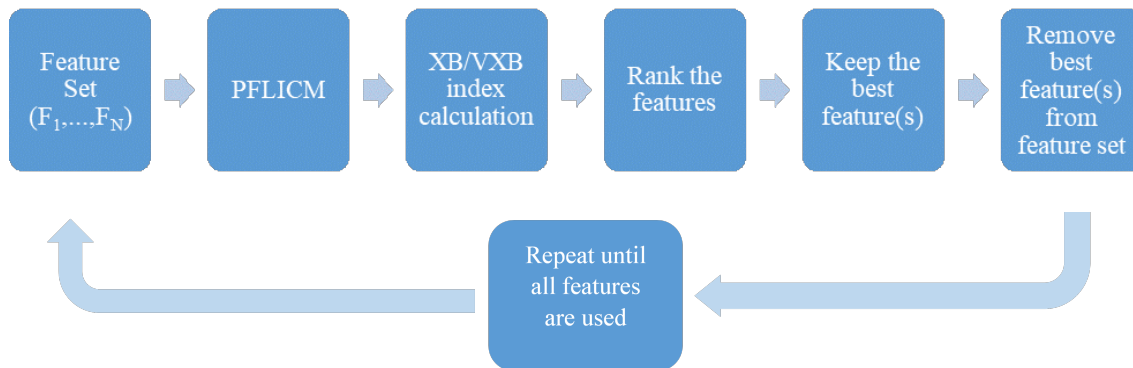 Feature
Set
(F1,...,FN)
PFLICM
XB/VXB
index
calculation
Rank the
features
Keep the
best
feature(s)
Remove
best
feature(s)
from
feature set
Repeat until
all features
are used